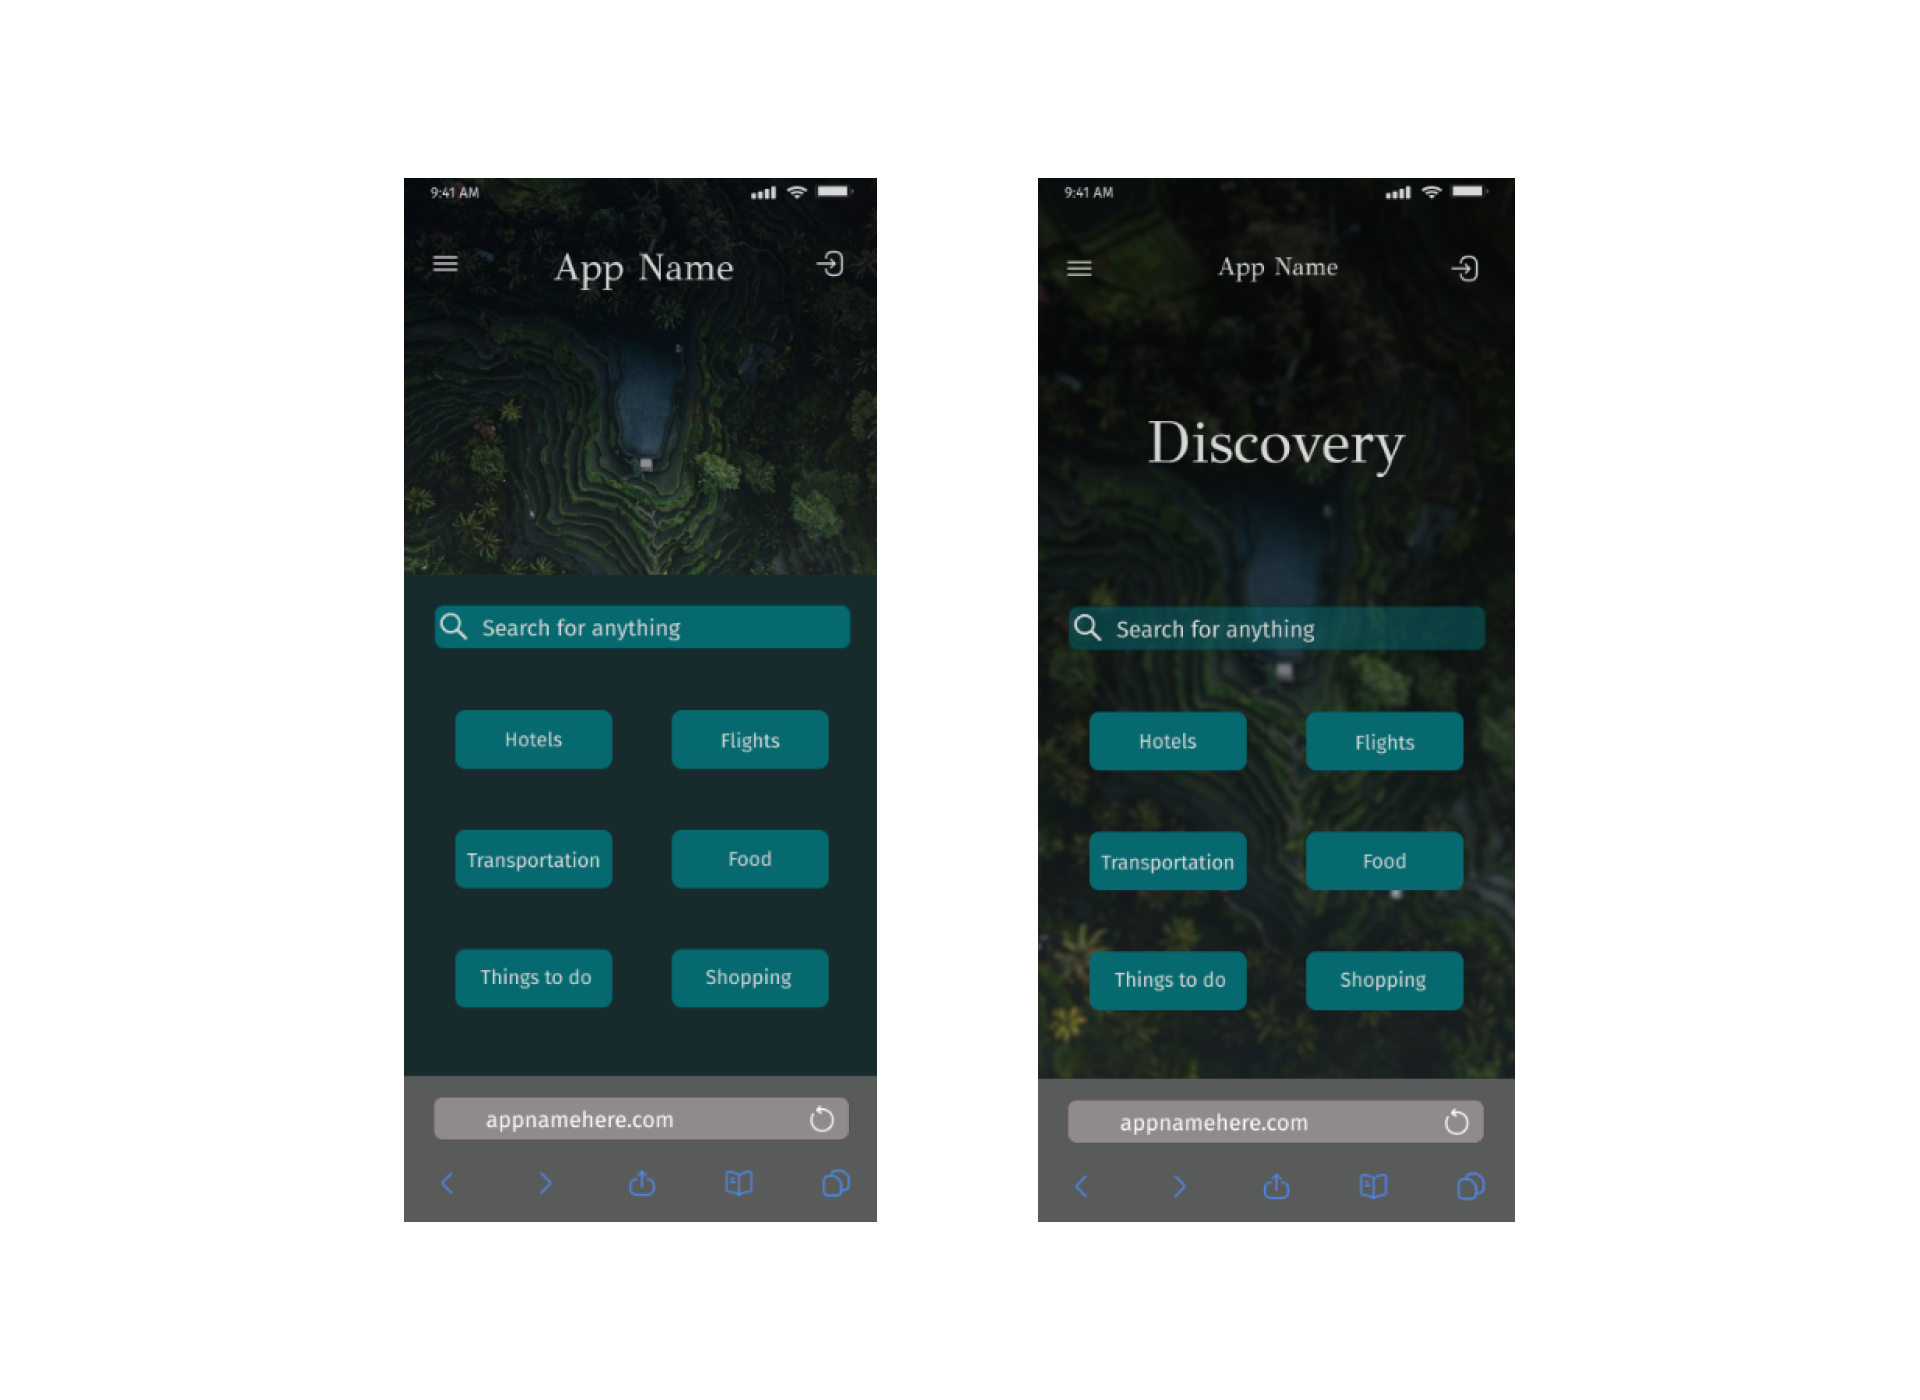 9:41 AM
App Name
Search for anything
Hotels
Flights
Transportation
Food
Things to do
Shopping
appnamehere.com
9:41 AM
App Name
Discovery
Search for anything
Hotels
Flights
Transportation
Food
Things to do
Shopping
appnamehere.com